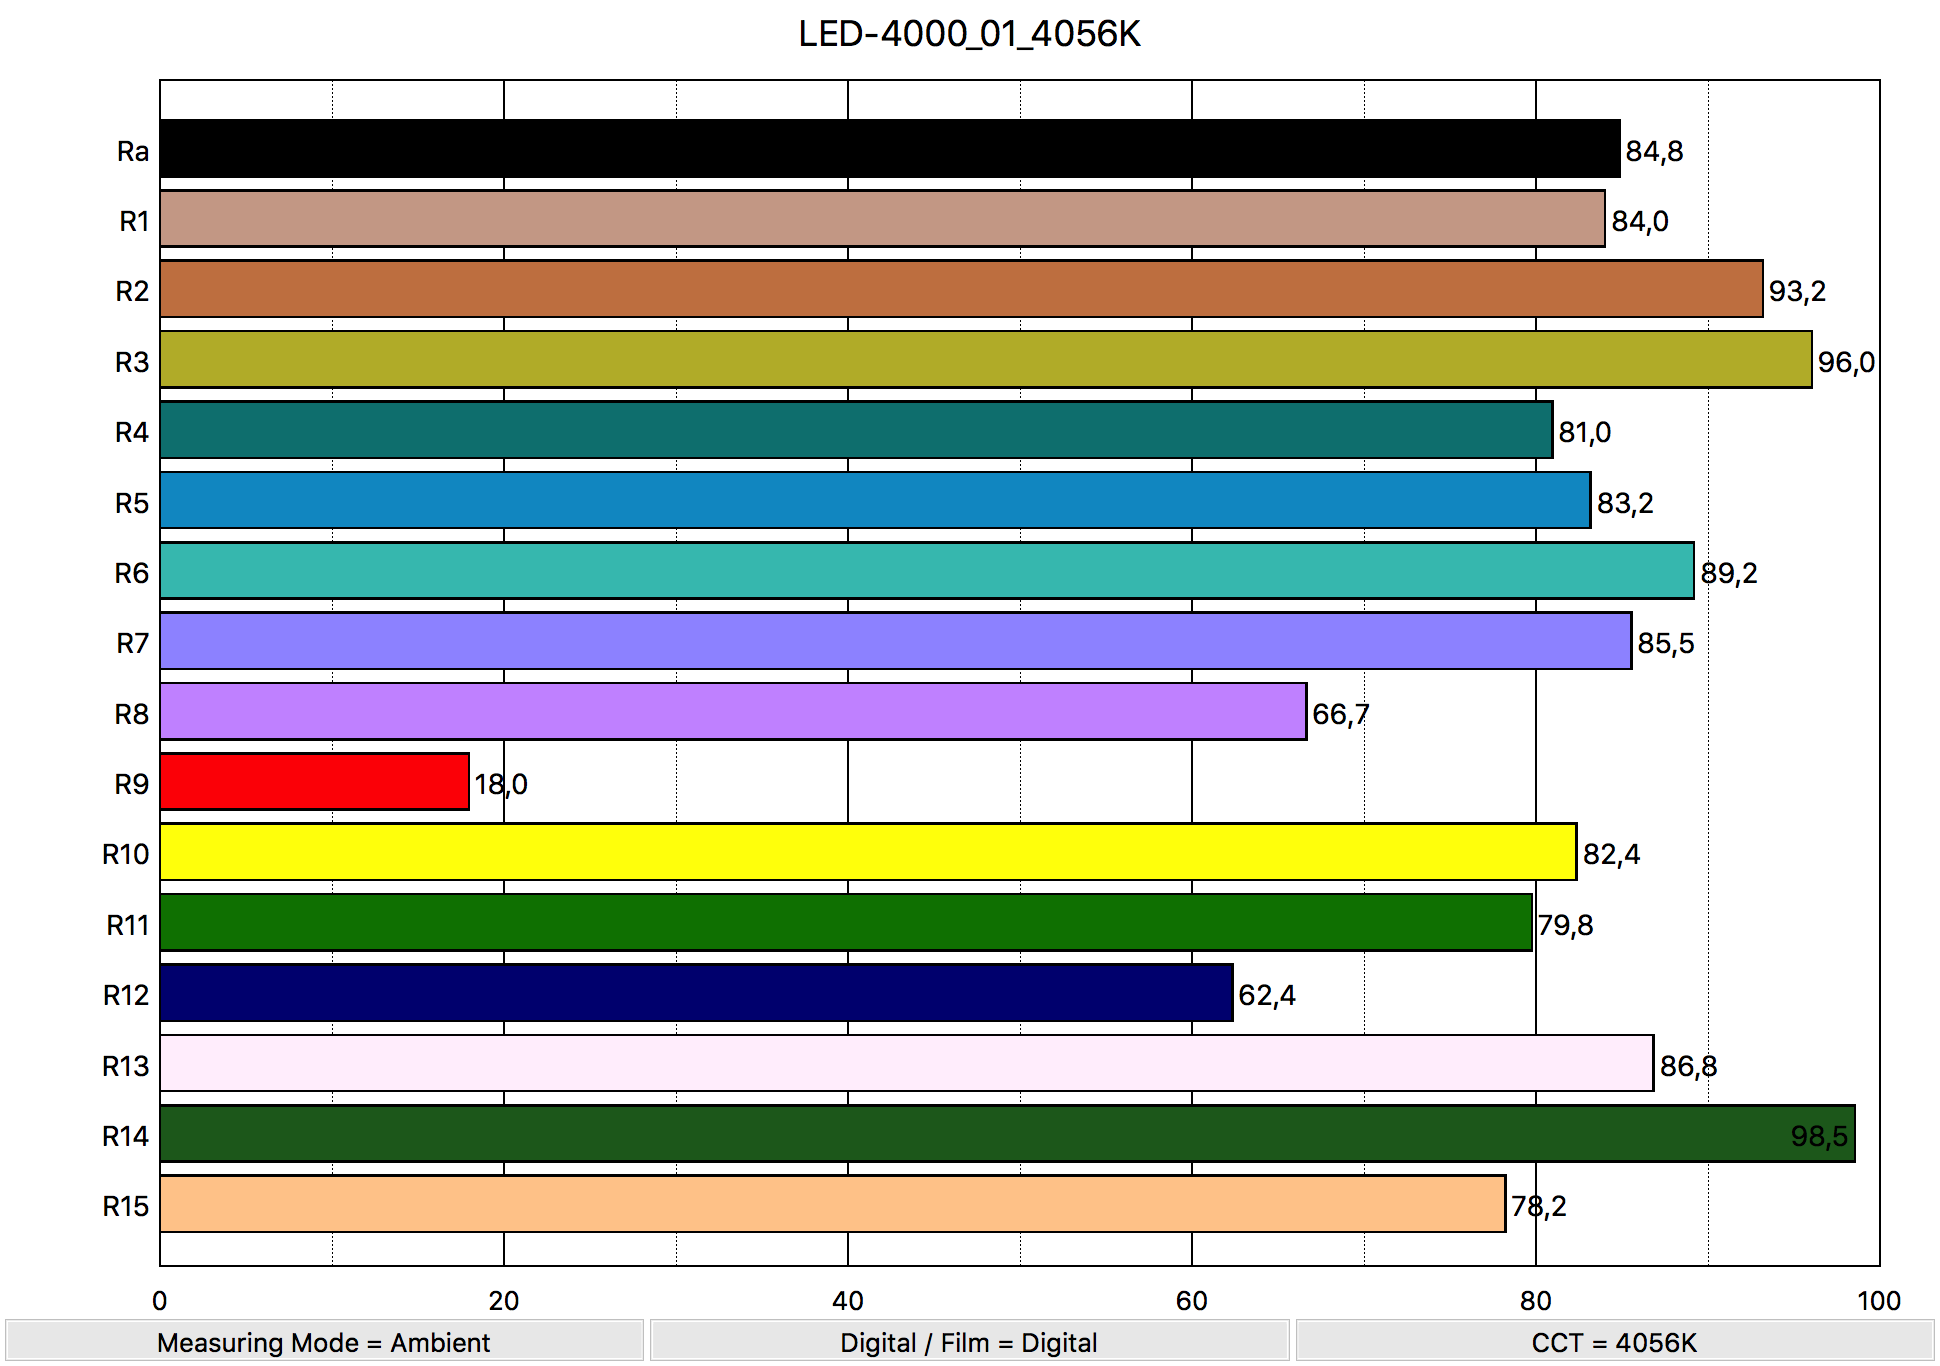 LED-4000_01_4056K
Ra 84,8
R1 84,0
R2 93,2
R3 96,0
R4 81,0
R5 83,2
R6 89,2
R7 85,5
R8 66,7
R9 18,0
R10 82,4
R11 79,8
R12 62,4
R13 86,8
R14 98,5
R15 78,2
0 20 40 60 80 100
Measuring Mode = Ambient Digital / Film = Digital CCT = 4056K